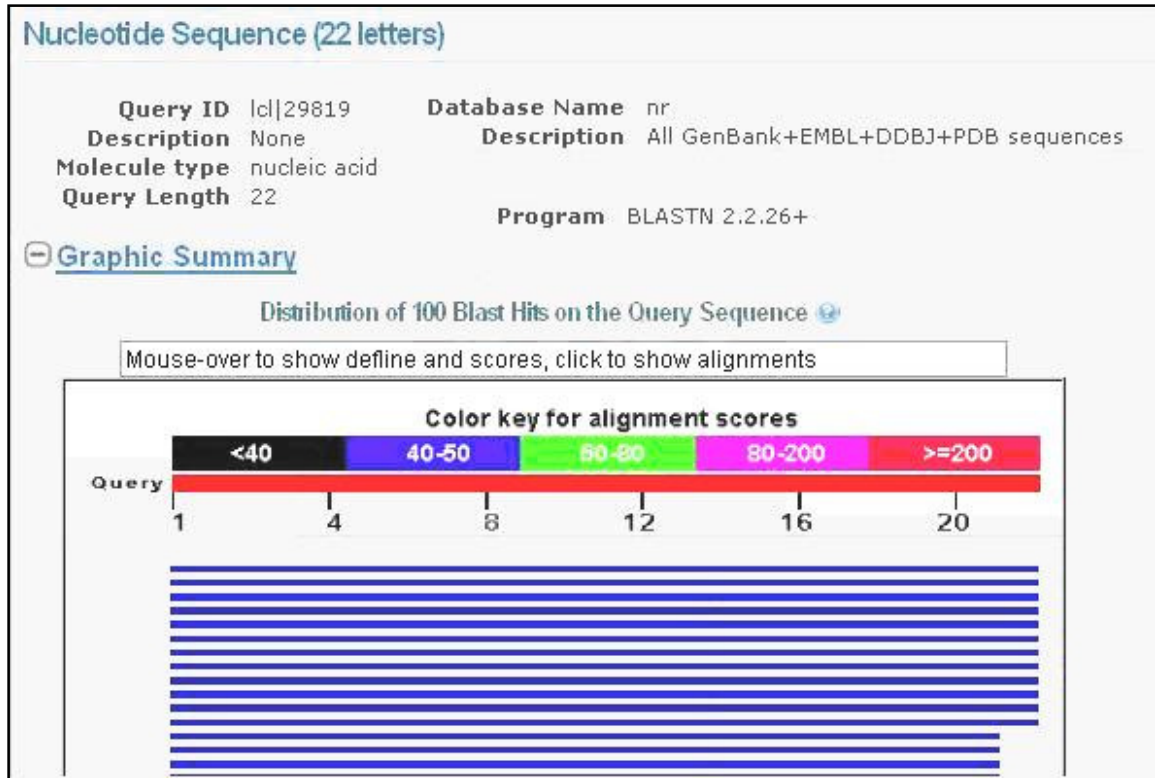 Nucleotide Sequence (22 letters)
Query ID lcl|29819 Database Name nr
Description None Description All GenBank+EMBL+DDBJ+PDB sequences
Molecule type nucleic acid
Query Length 22
Program BLASTN 2.2.26+
Graphic Summary
Distribution of 100 Blast Hits on the Query Sequence
Mouse-over to show defline and scores, click to show alignments
Color key for alignment scores
<40 40-50 50-80 80-200 >=200
Query
1 4 8 12 16 20